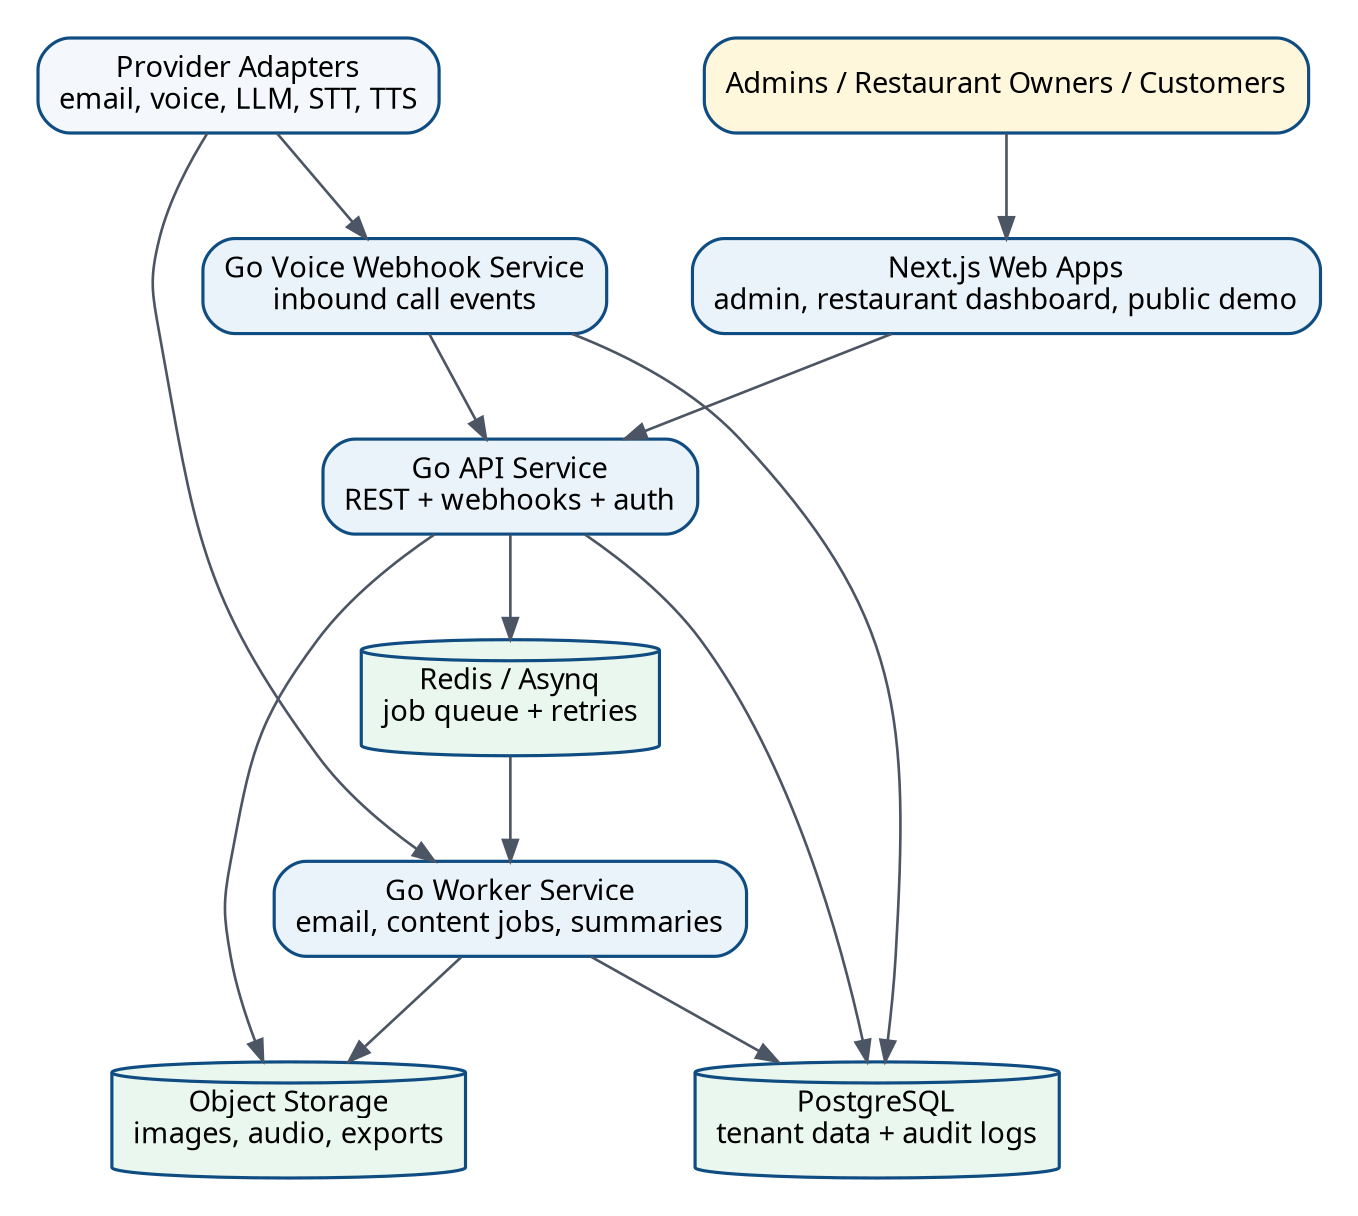 Provider Adapters
email, voice, LLM, STT, TTS
Admins / Restaurant Owners / Customers
Go Voice Webhook Service
inbound call events
Next.js Web Apps
admin, restaurant dashboard, public demo
Go API Service
REST + webhooks + auth
Redis / Asynq
job queue + retries
Go Worker Service
email, content jobs, summaries
Object Storage
images, audio, exports
PostgreSQL
tenant data + audit logs